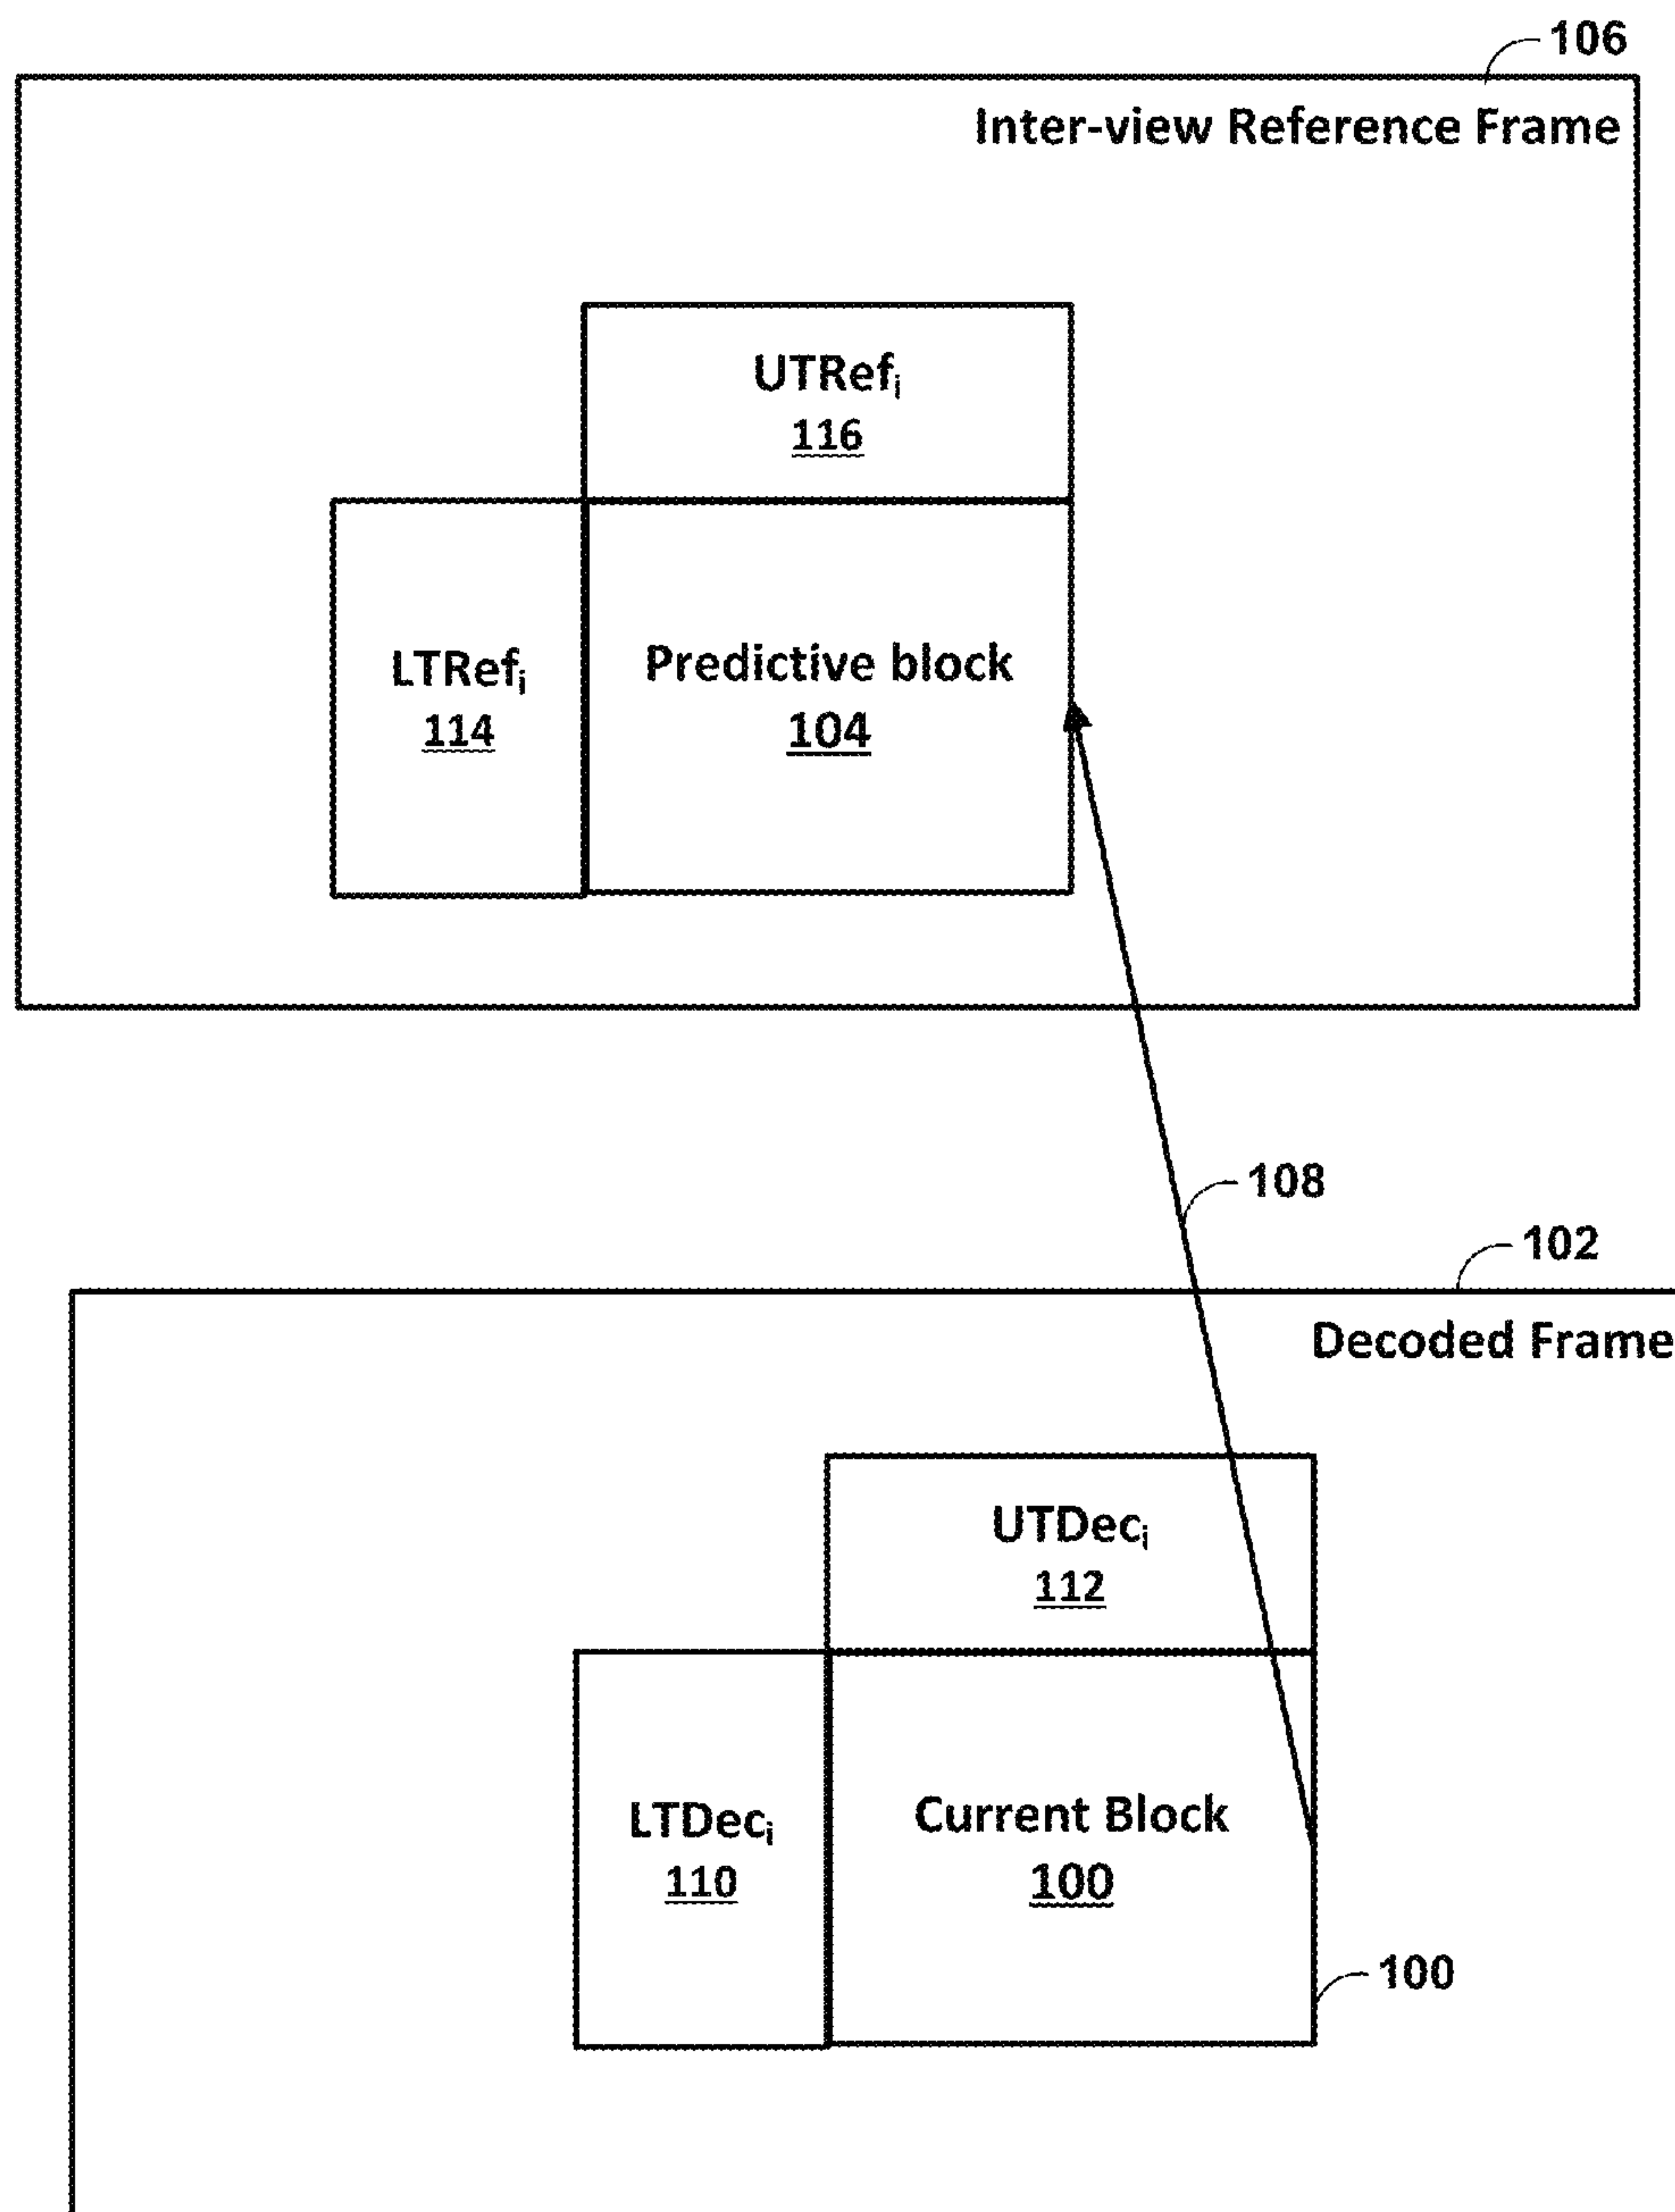 106
Inter-view Reference Frame
UTRefᵢ
116
LTRefᵢ
114
Predictive block
104
108
102
Decoded Frame
UTDecᵢ
112
LTDecᵢ
110
Current Block
100
100